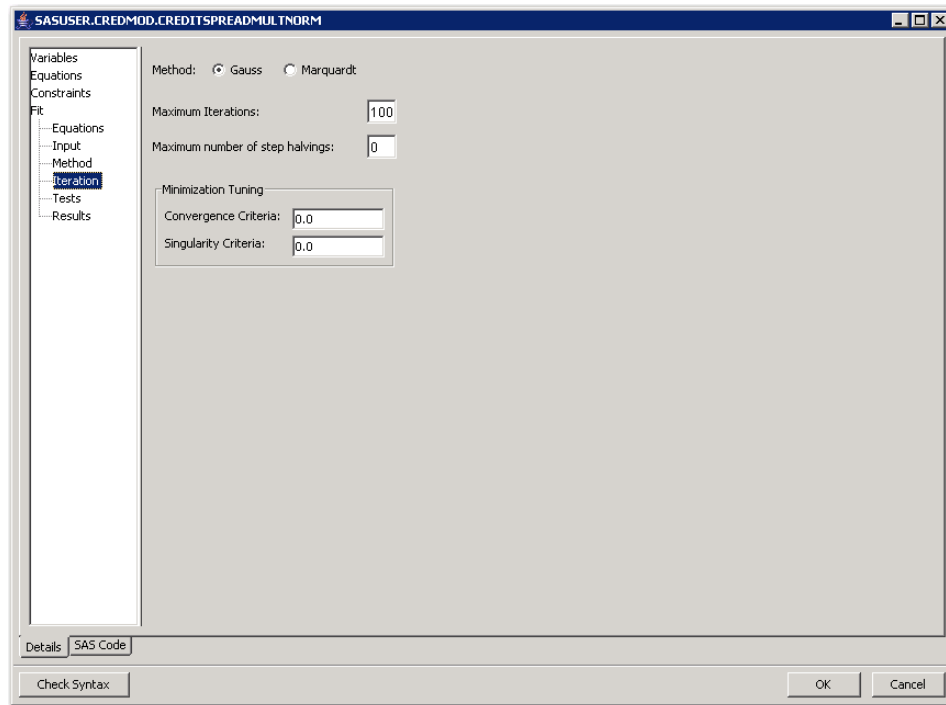 SASUSER.CREDMOD.CREDITSPREADMULTNORM
Variables
Equations
Constraints
Fit
Equations
Input
Method
Iteration
Tests
Results
Method: Gauss Marquardt
Maximum Iterations: 100
Maximum number of step halvings: 0
Minimization Tuning
Convergence Criteria: 0.0
Singularity Criteria: 0.0
Details SAS Code
Check Syntax OK Cancel